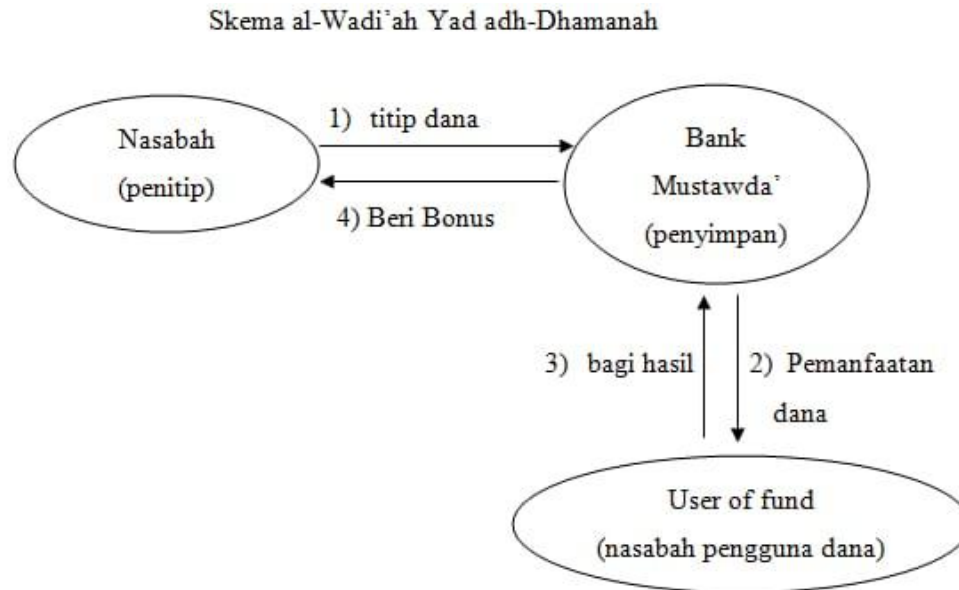 Skema al-Wadi’ah Yad adh-Dhamanah
Nasabah
(penitip)
1) titip dana
4) Beri Bonus
Bank
Mustawda’
(penyimpan)
3) bagi hasil
2) Pemanfaatan
dana
User of fund
(nasabah pengguna dana)